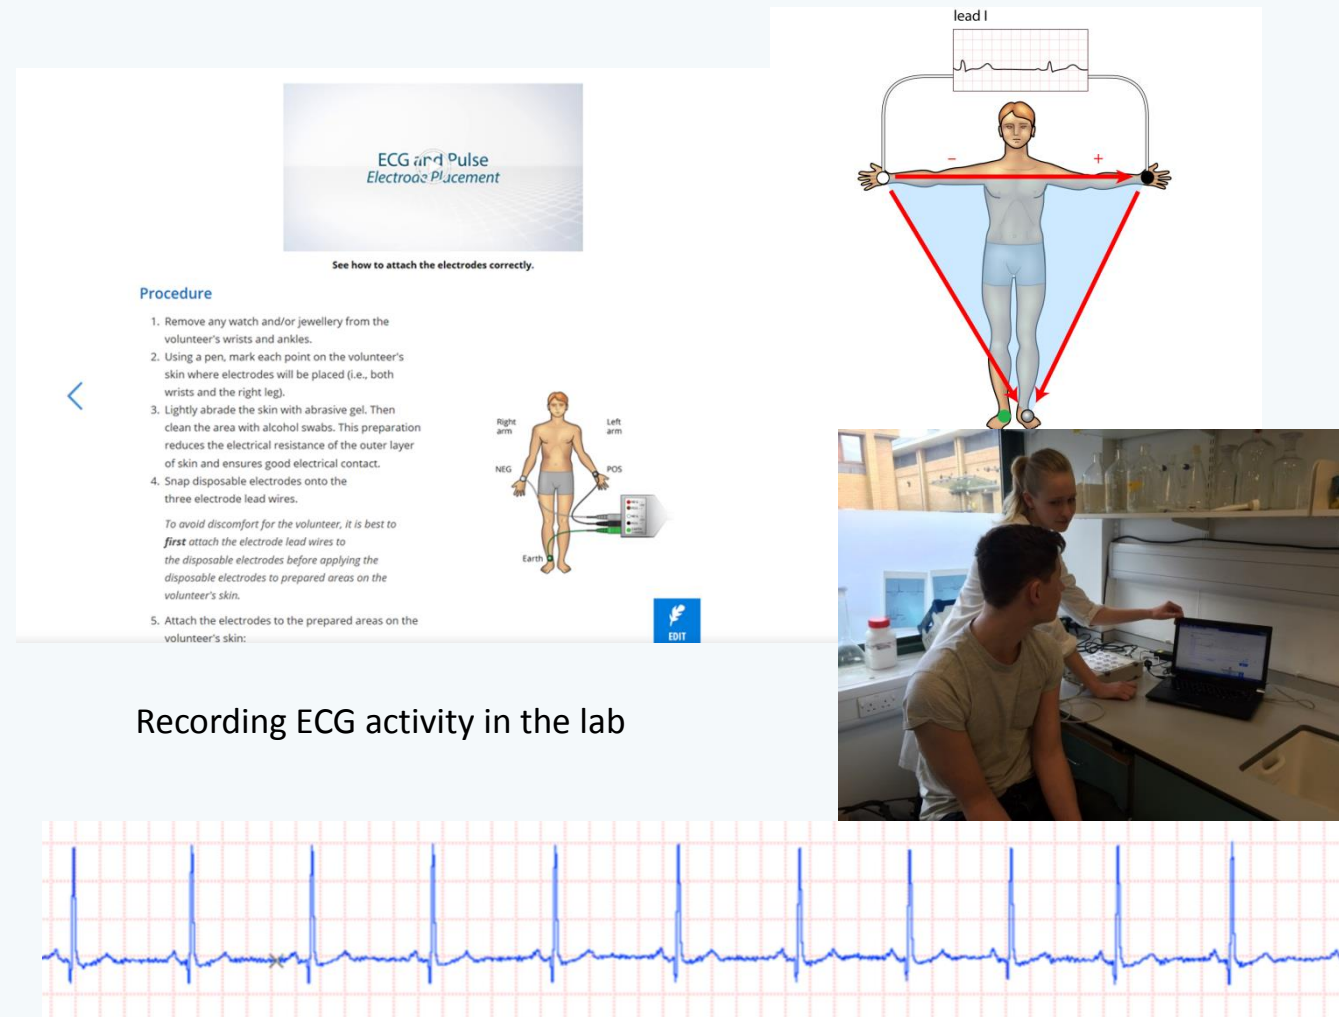 lead I
ECG and Pulse
Electrode Placement
See how to attach the electrodes correctly.
Procedure
1. Remove any watch and/or jewellery from the
volunteer's wrists and ankles.
2. Using a pen, mark each point on the volunteer's
skin where electrodes will be placed (i.e., both
wrists and the right leg).
3. Lightly abrade the skin with abrasive gel. Then
clean the area with alcohol swabs. This preparation
reduces the electrical resistance of the outer layer
of skin and ensures good electrical contact.
4. Snap disposable electrodes onto the
three electrode lead wires.
To avoid discomfort for the volunteer, it is best to
first attach the electrode lead wires to
the disposable electrodes before applying the
disposable electrodes to prepared areas on the
volunteer's skin.
5. Attach the electrodes to the prepared areas on the
volunteer's skin:
Right
arm
Left
arm
NEG
POS
Earth
EDIT
− +
Recording ECG activity in the lab